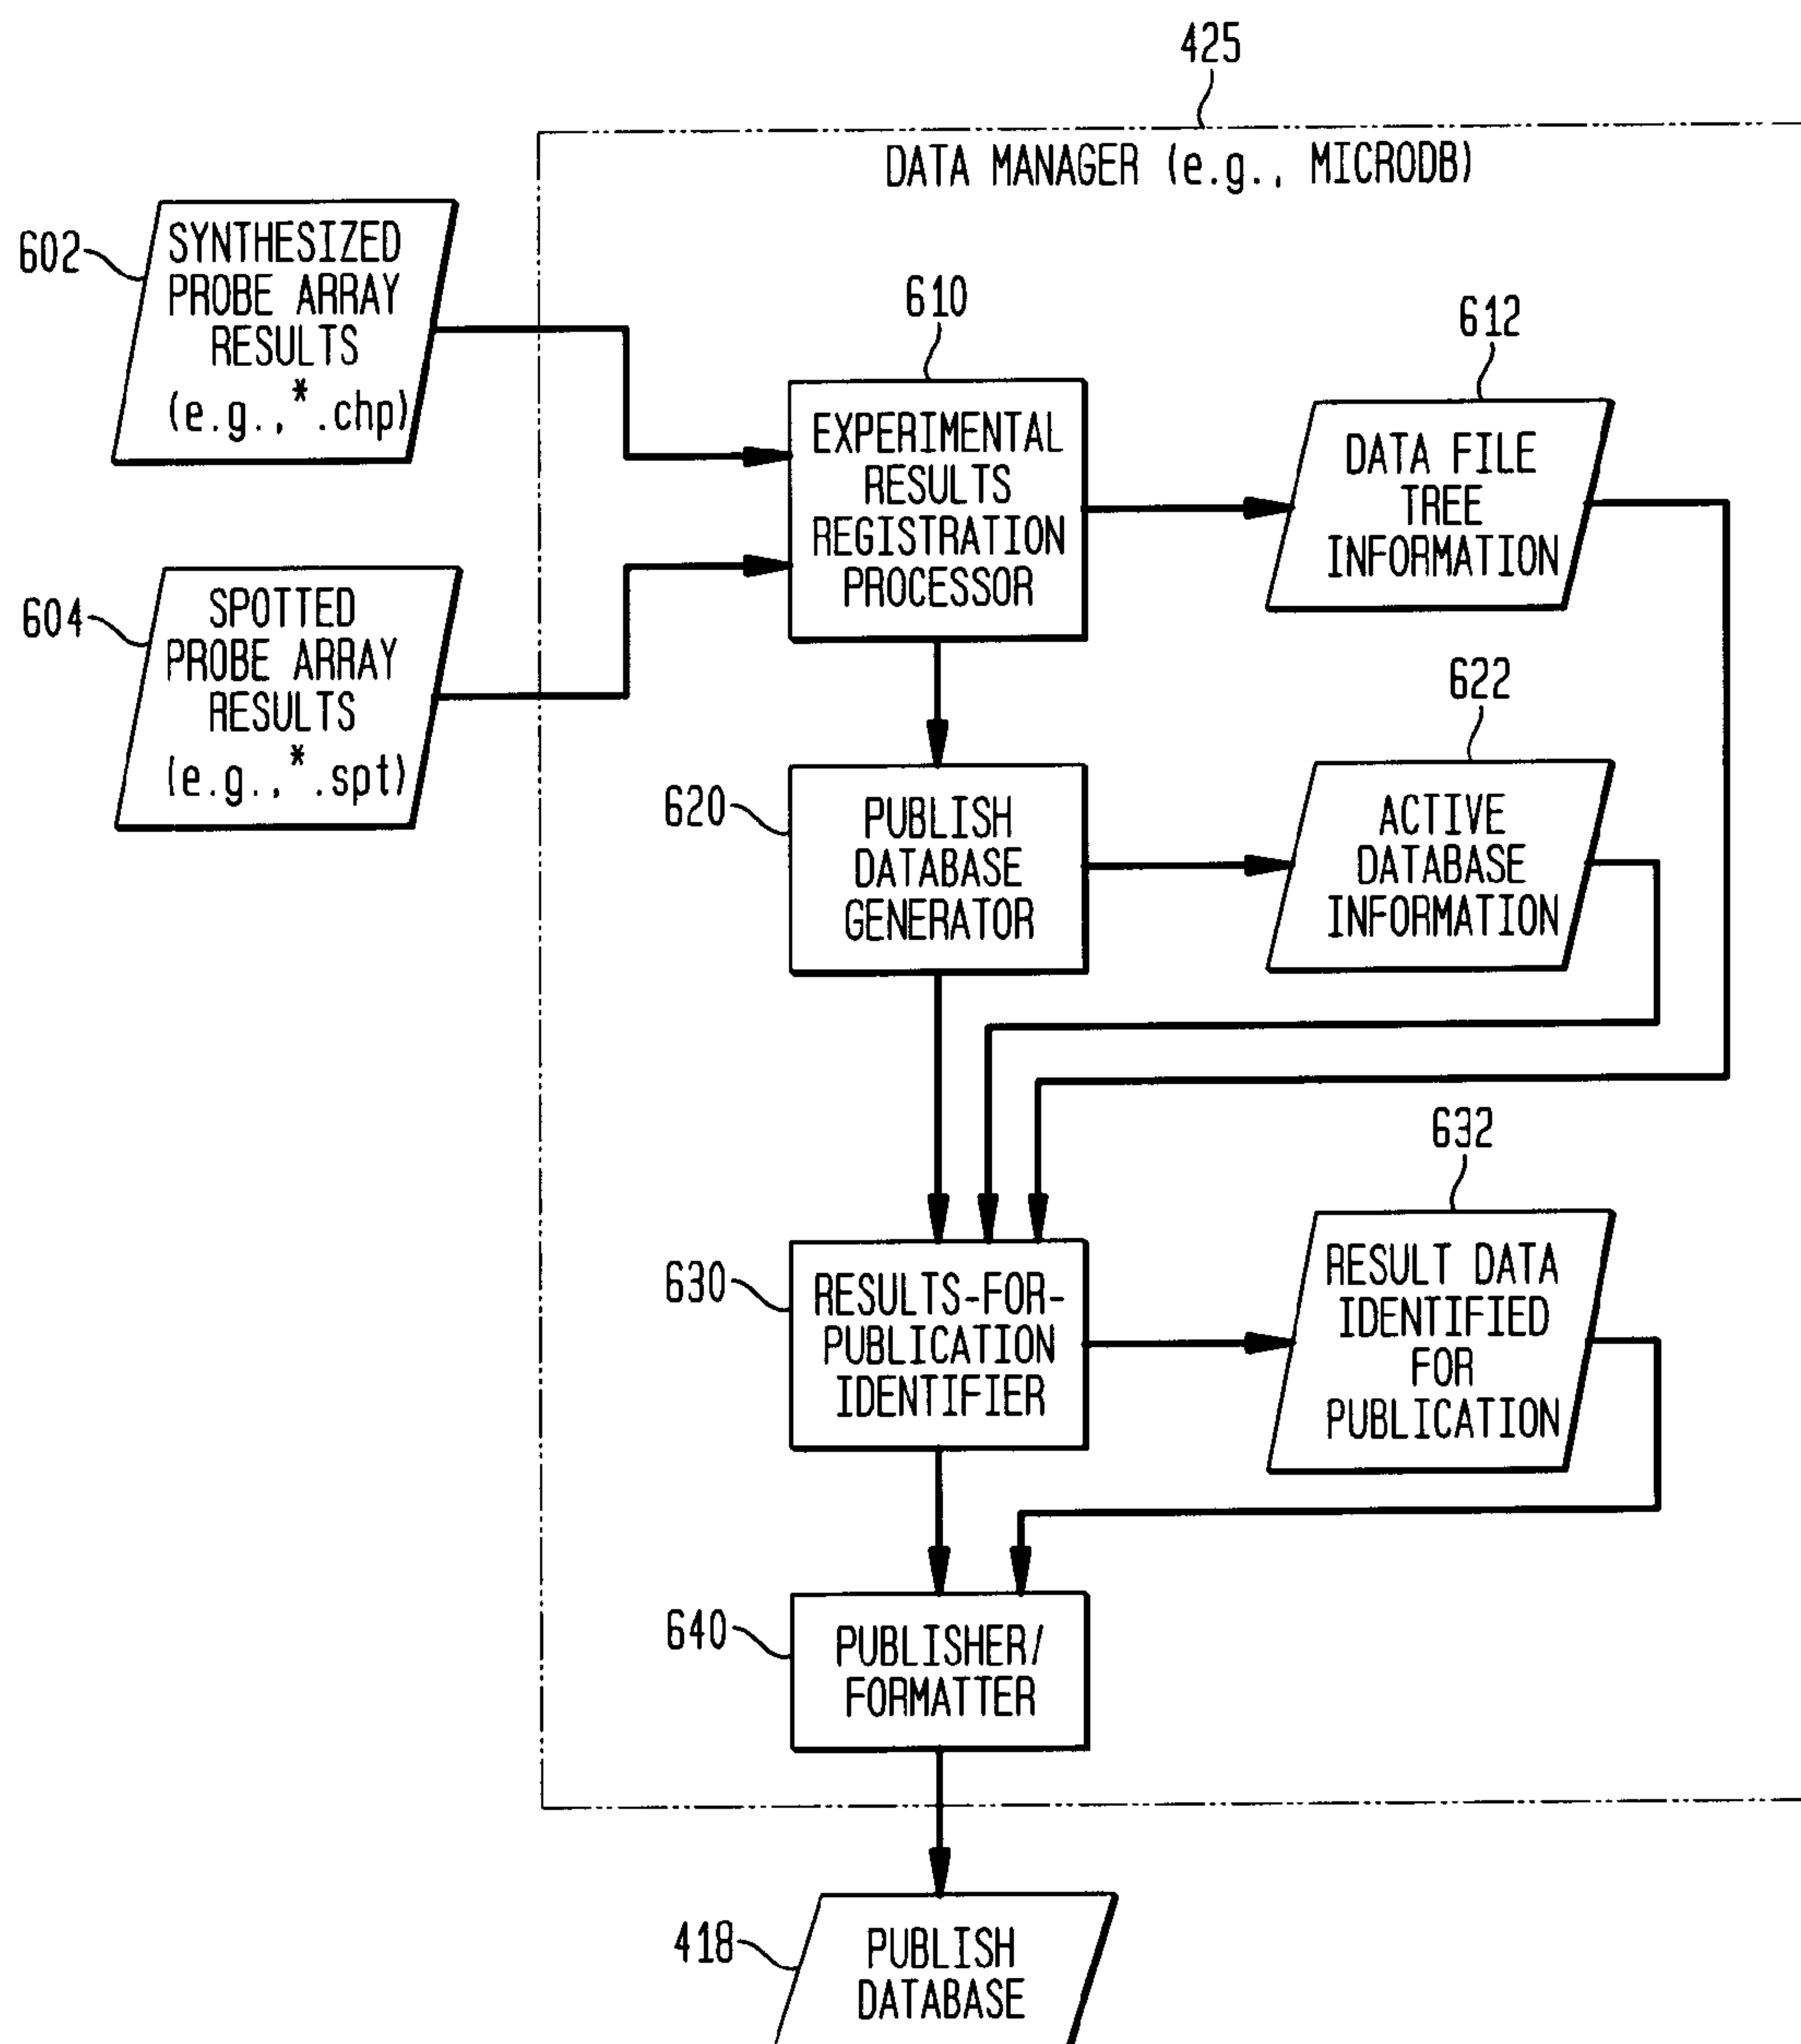 425
DATA MANAGER (e.g., MICRODB)
602
SYNTHESIZED
PROBE ARRAY
RESULTS
(e.g.,*.chp)
604
SPOTTED
PROBE ARRAY
RESULTS
(e.g.,*.spt)
610
EXPERIMENTAL
RESULTS
REGISTRATION
PROCESSOR
612
DATA FILE
TREE
INFORMATION
620
PUBLISH
DATABASE
GENERATOR
622
ACTIVE
DATABASE
INFORMATION
630
RESULTS-FOR-
PUBLICATION
IDENTIFIER
632
RESULT DATA
IDENTIFIED
FOR
PUBLICATION
640
PUBLISHER/
FORMATTER
418
PUBLISH
DATABASE